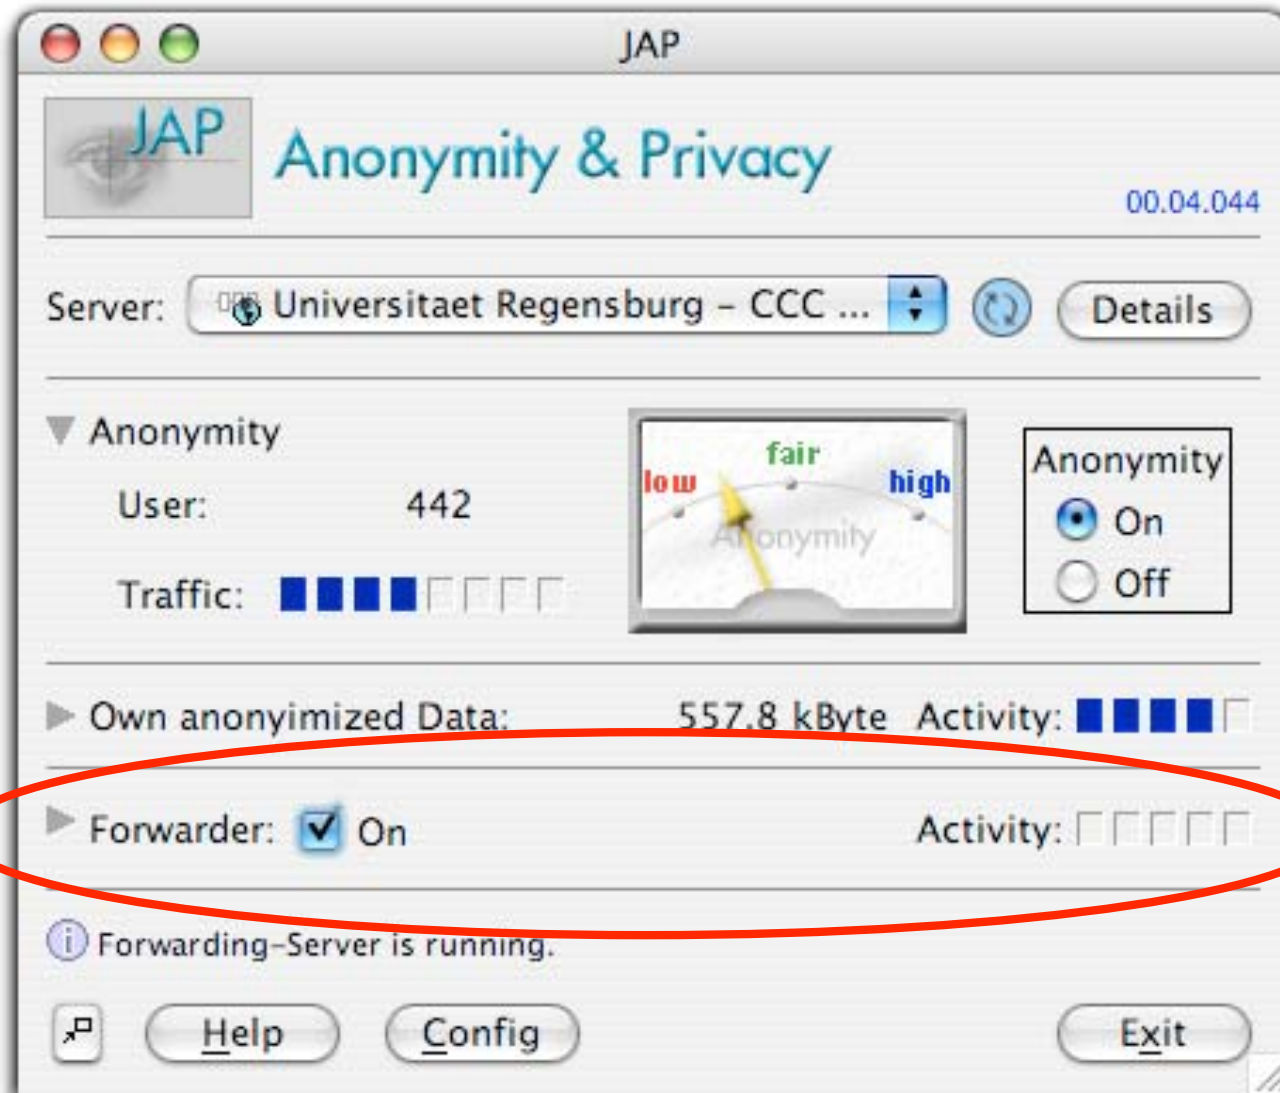 JAP
JAP
Anonymity & Privacy
00.04.044
Server: Universitaet Regensburg – CCC ... Details
Anonymity
User: 442
Traffic:
low fair high
Anonymity
Anonymity
On
Off
Own anonyimized Data: 557.8 kByte Activity:
Forwarder: On Activity:
Forwarding-Server is running.
Help Config Exit